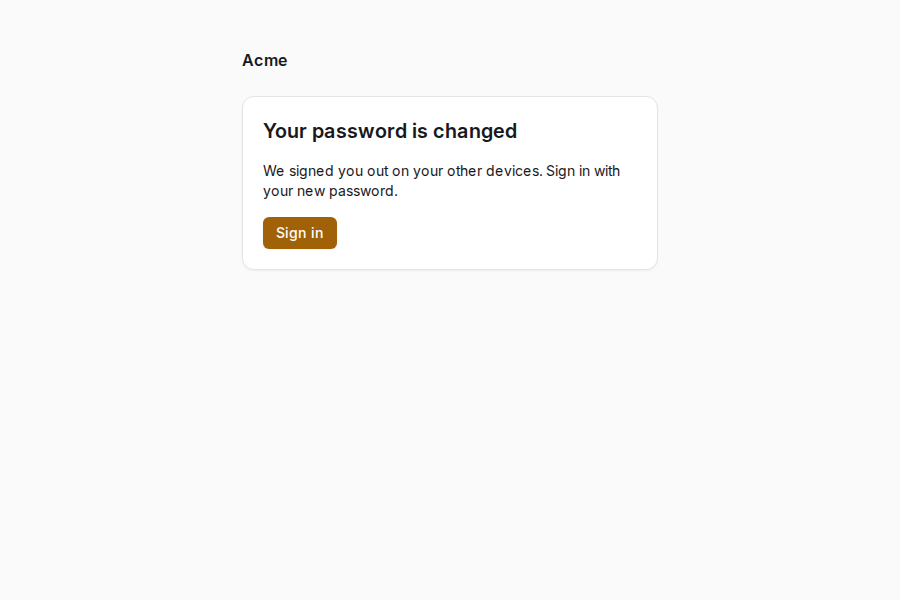 Acme
Your password is changed
We signed you out on your other devices. Sign in with
your new password.
Sign in